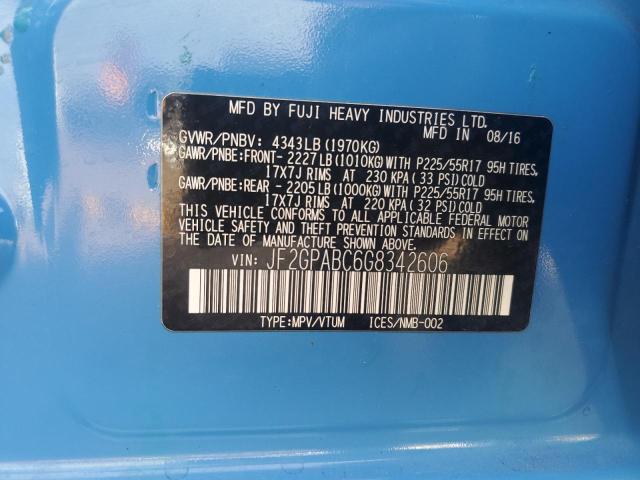 MFD BY FUJI HEAVY INDUSTRIES LTD.
MFD IN 08/16
GVWR/PNBV: 4343LB(1970KG)
GAWR/PNBE:FRONT- 2227LB(1010KG)WITH P225/55R17 95H TIRES,
17X7J RIMS AT 230 KPA(33 PSI)COLD
GAWR/PNBE:REAR - 2205LB(1000KG)WITH P225/55R17 95H TIRES,
17X7J RIMS AT 220 KPA(32 PSI)COLD
THIS VEHICLE CONFORMS TO ALL APPLICABLE FEDERAL MOTOR
VEHICLE SAFETY AND THEFT PREVENTION STANDARDS IN EFFECT
ON THE DATE OF MANUFACTURE SHOWN ABOVE.
VIN: JF2GPABC6G8342606
TYPE:MPV/VTUM ICES/NMB-002